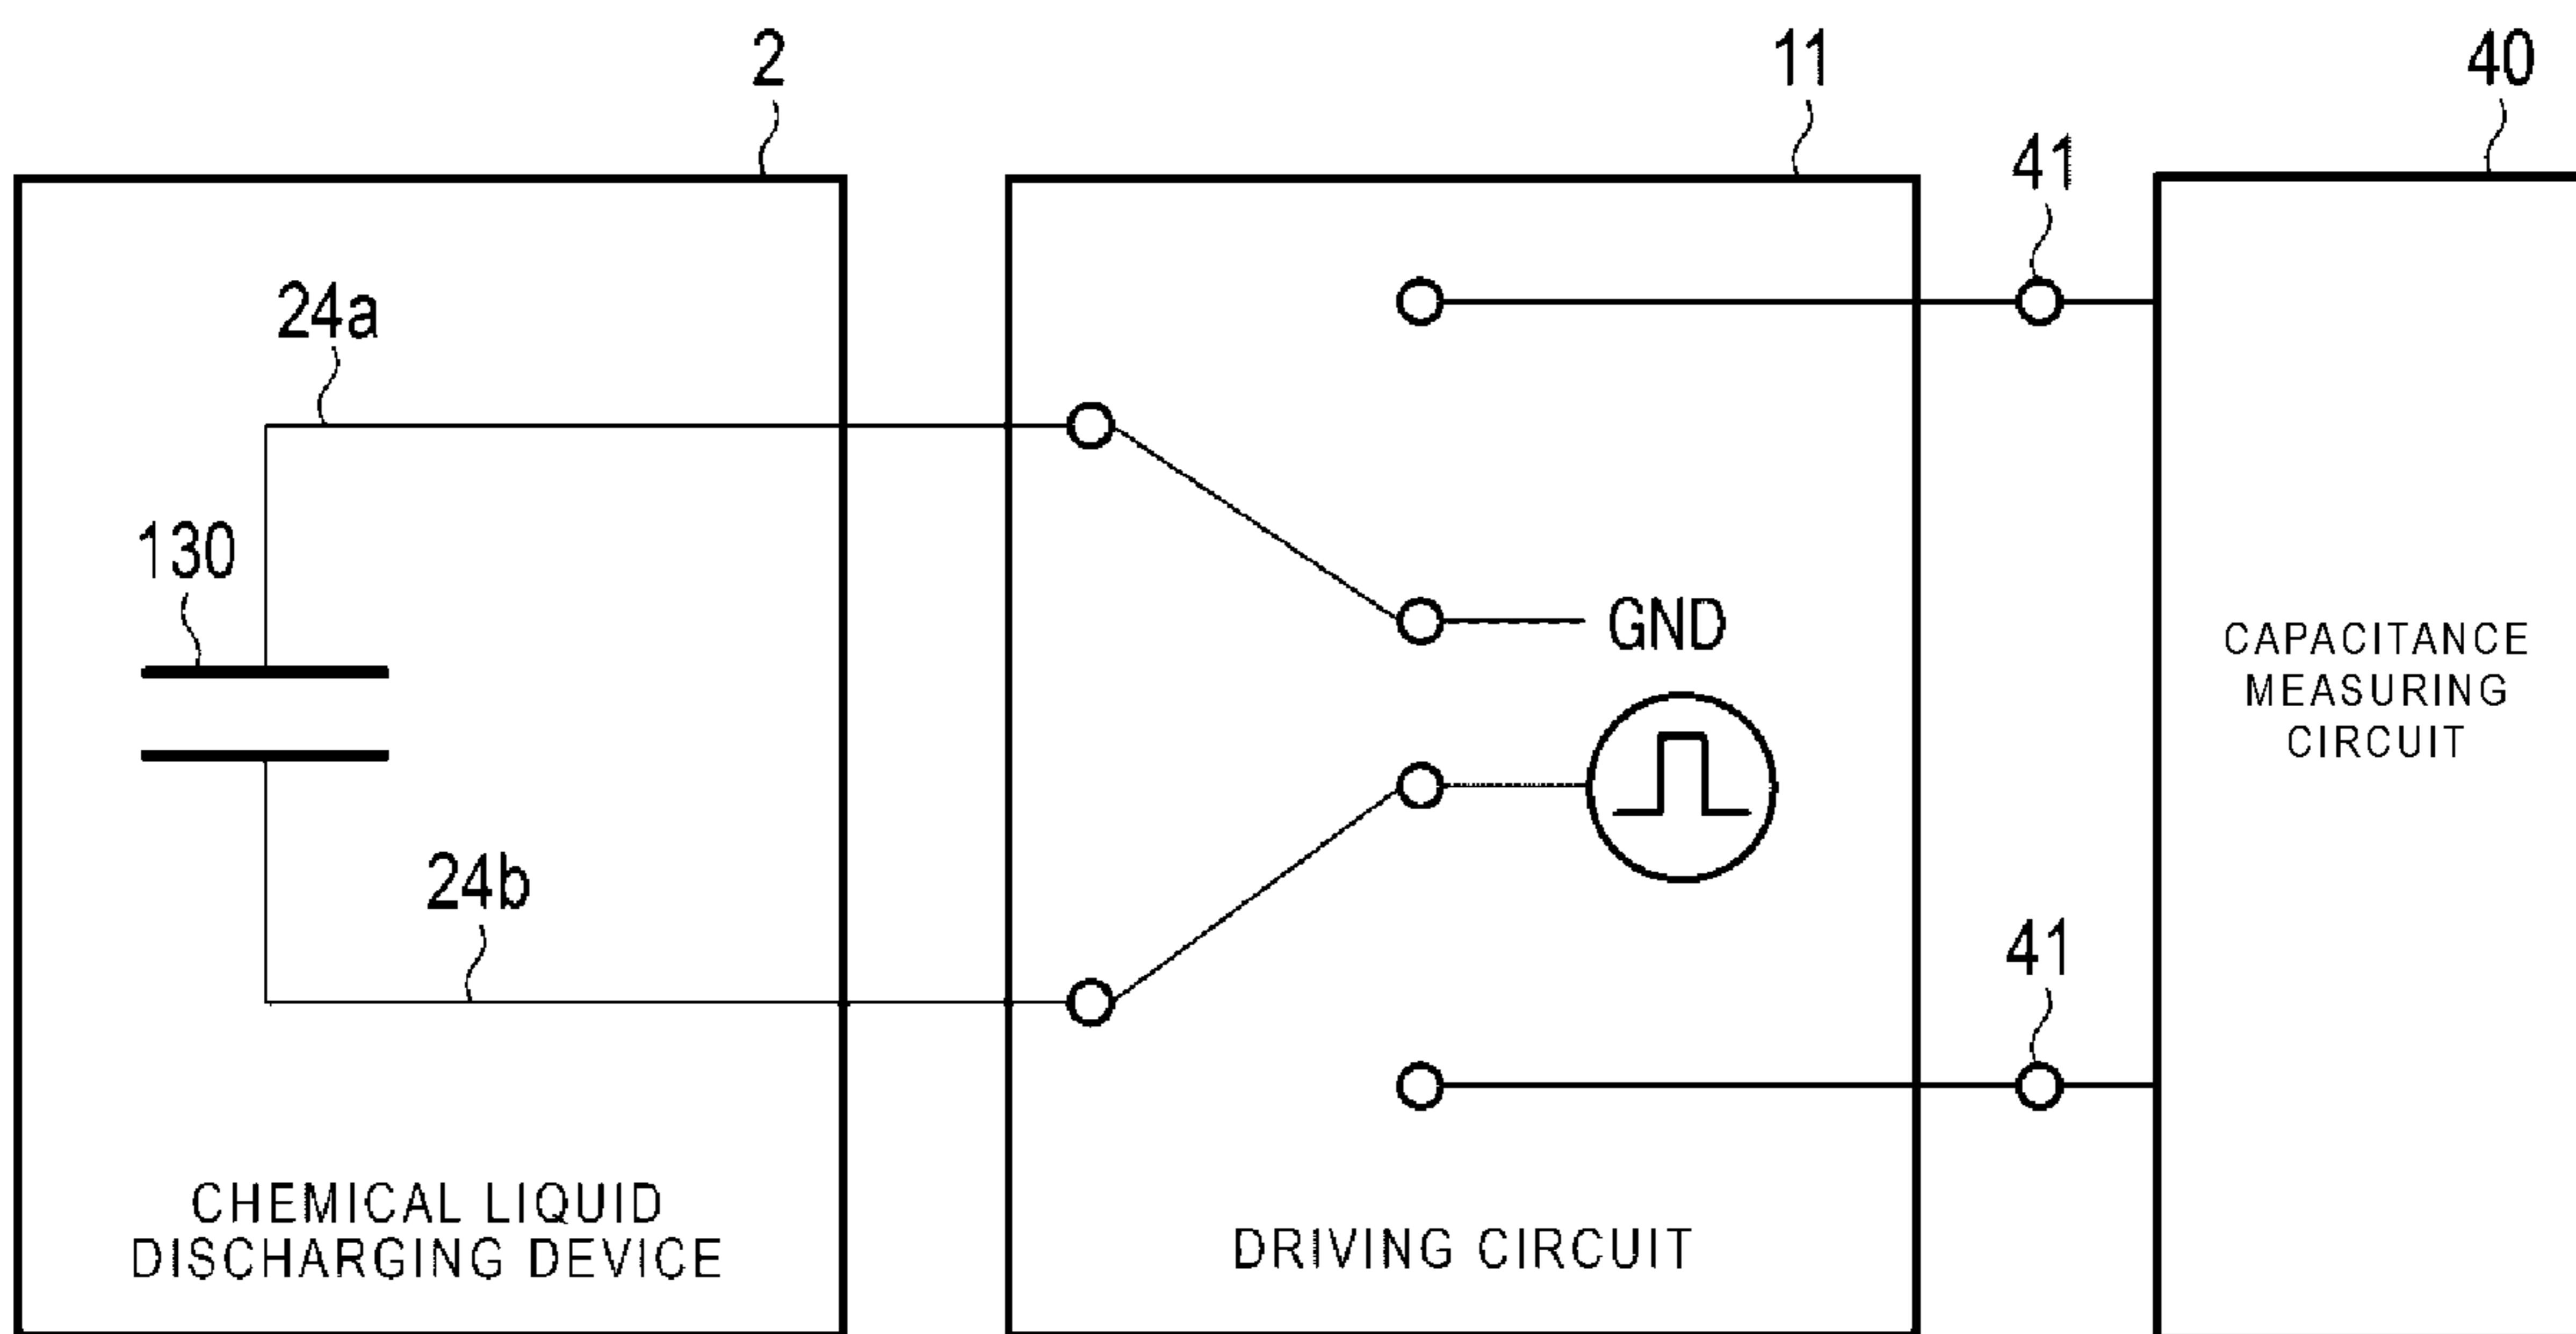 2
11
40
41
24a
130
GND
CAPACITANCE
MEASURING
CIRCUIT
24b
41
CHEMICAL LIQUID
DISCHARGING DEVICE
DRIVING CIRCUIT